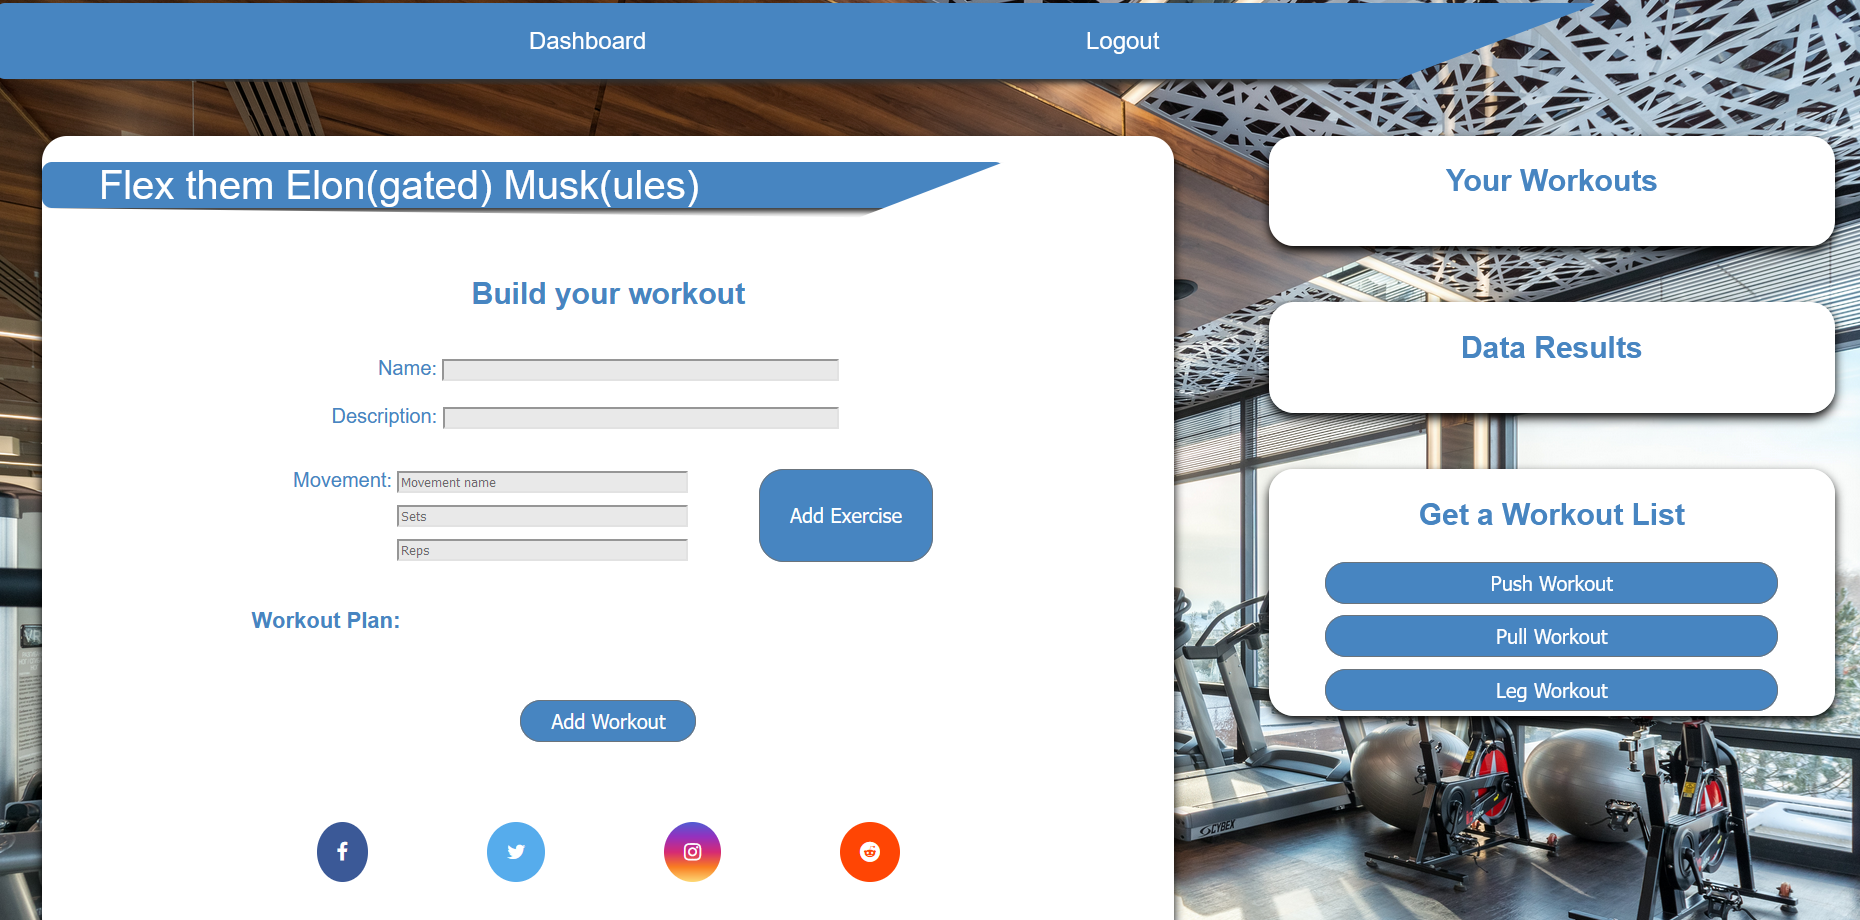 Dashboard
Logout
Flex them Elon(gated) Musk(ules)
Build your workout
Name:
Description:
Movement:
Movement name
Sets
Reps
Add Exercise
Workout Plan:
Add Workout
Your Workouts
Data Results
Get a Workout List
Push Workout
Pull Workout
Leg Workout
CYBEX